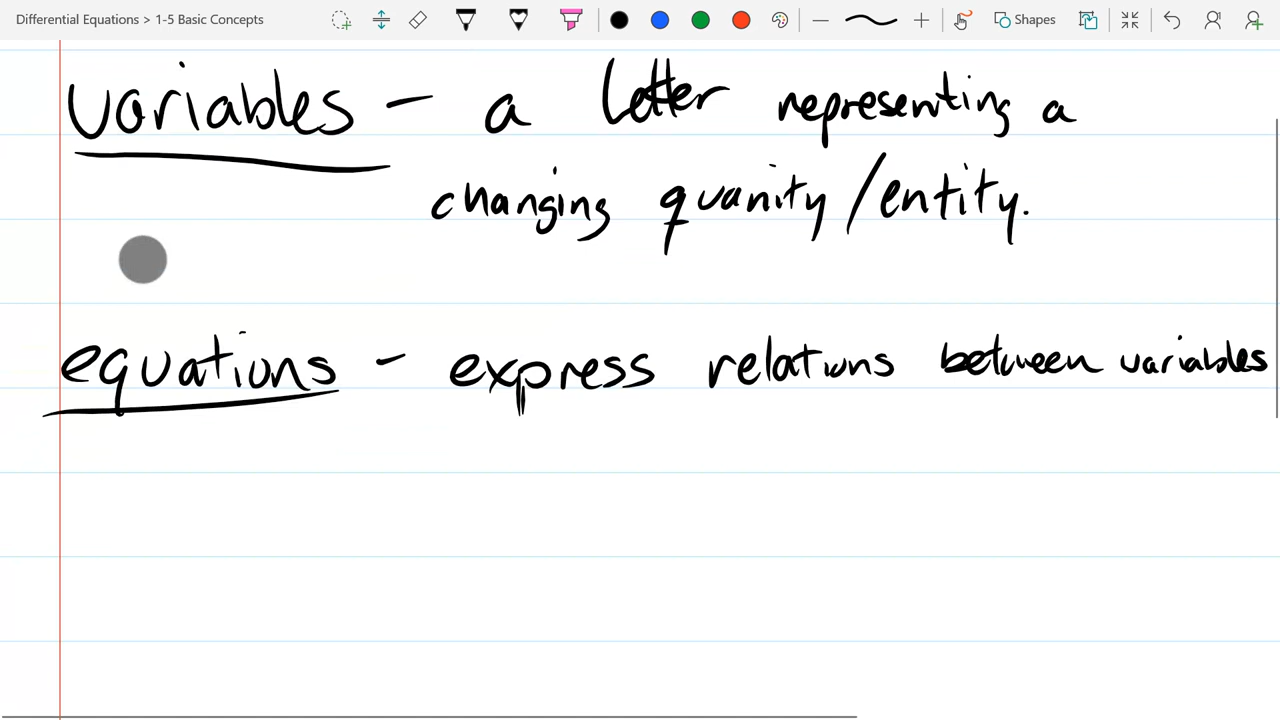 Differential Equations > 1-5 Basic Concepts
Shapes
variables - a letter representing a
changing quanity/entity.
equations - express relations between variables